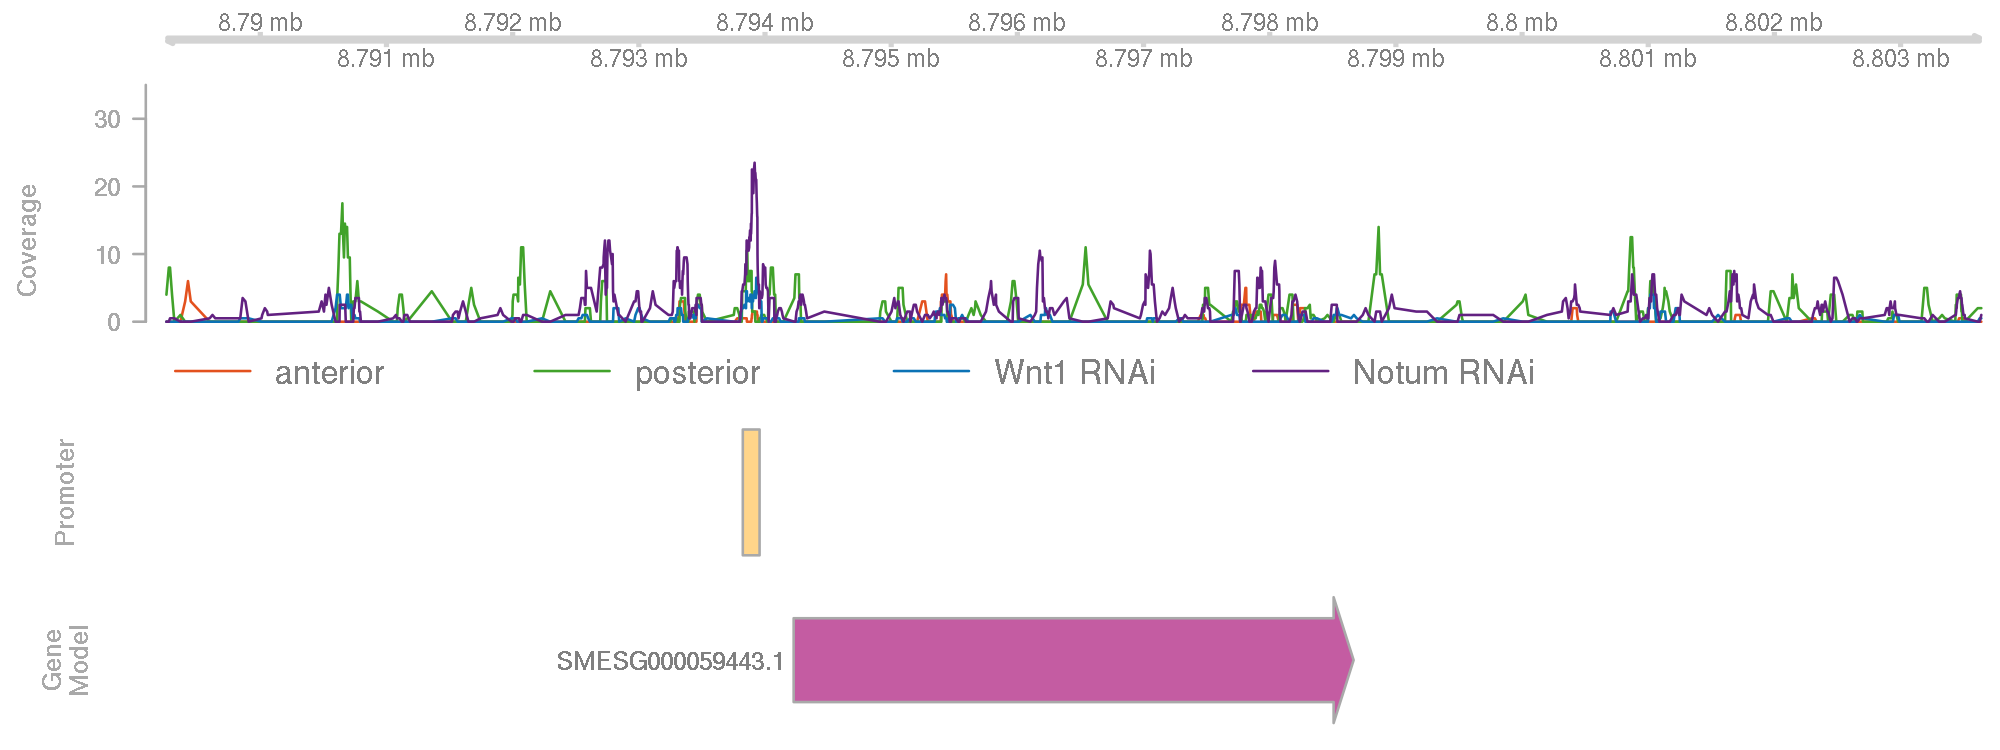 8.79 mb 8.792 mb 8.794 mb 8.796 mb 8.798 mb 8.8 mb 8.802 mb
8.791 mb 8.793 mb 8.795 mb 8.797 mb 8.799 mb 8.801 mb 8.803 mb
30
20
10
0
Coverage
anterior posterior Wnt1 RNAi Notum RNAi
Promoter
Gene
Model
SMESG000059443.1